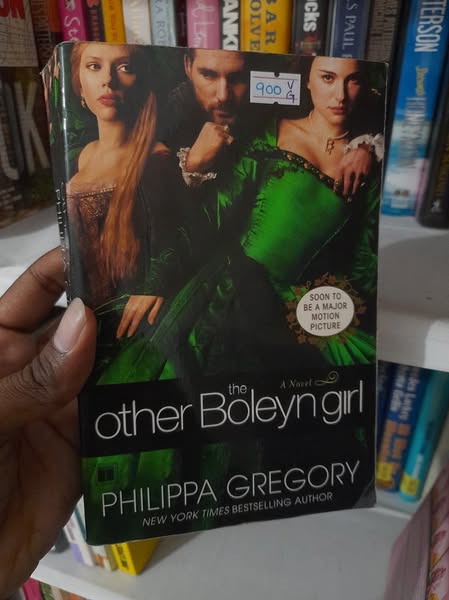 PATTERSON
900 V
G
SOON TO
BE A MAJOR
MOTION
PICTURE
A Novel
the
other Boleyn girl
PHILIPPA GREGORY
NEW YORK TIMES BESTSELLING AUTHOR